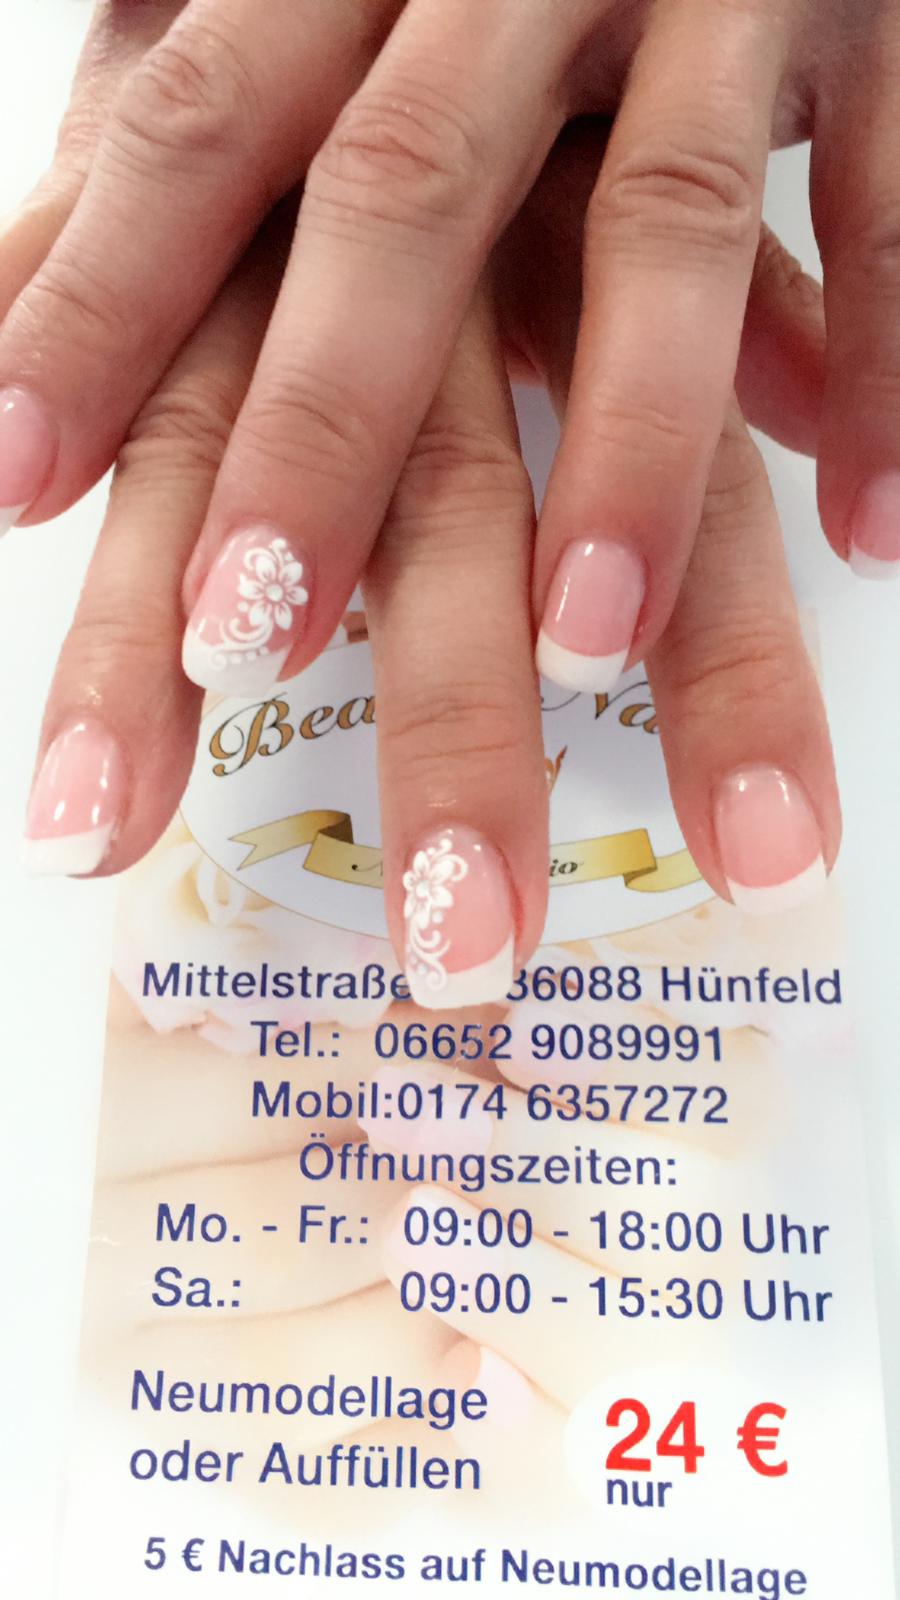 Mittelstraße 36088 Hünfeld
Tel.: 06652 9089991
Mobil:0174 6357272
Öffnungszeiten:
Mo. - Fr.: 09:00 - 18:00 Uhr
Sa.: 09:00 - 15:30 Uhr
Neumodellage
oder Auffüllen
24 €
nur
5 € Nachlass auf Neumodellage